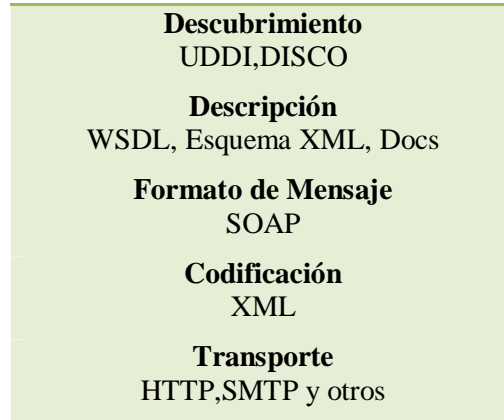 Descubrimiento
UDDI,DISCO
Descripción
WSDL, Esquema XML, Docs
Formato de Mensaje
SOAP
Codificación
XML
Transporte
HTTP,SMTP y otros